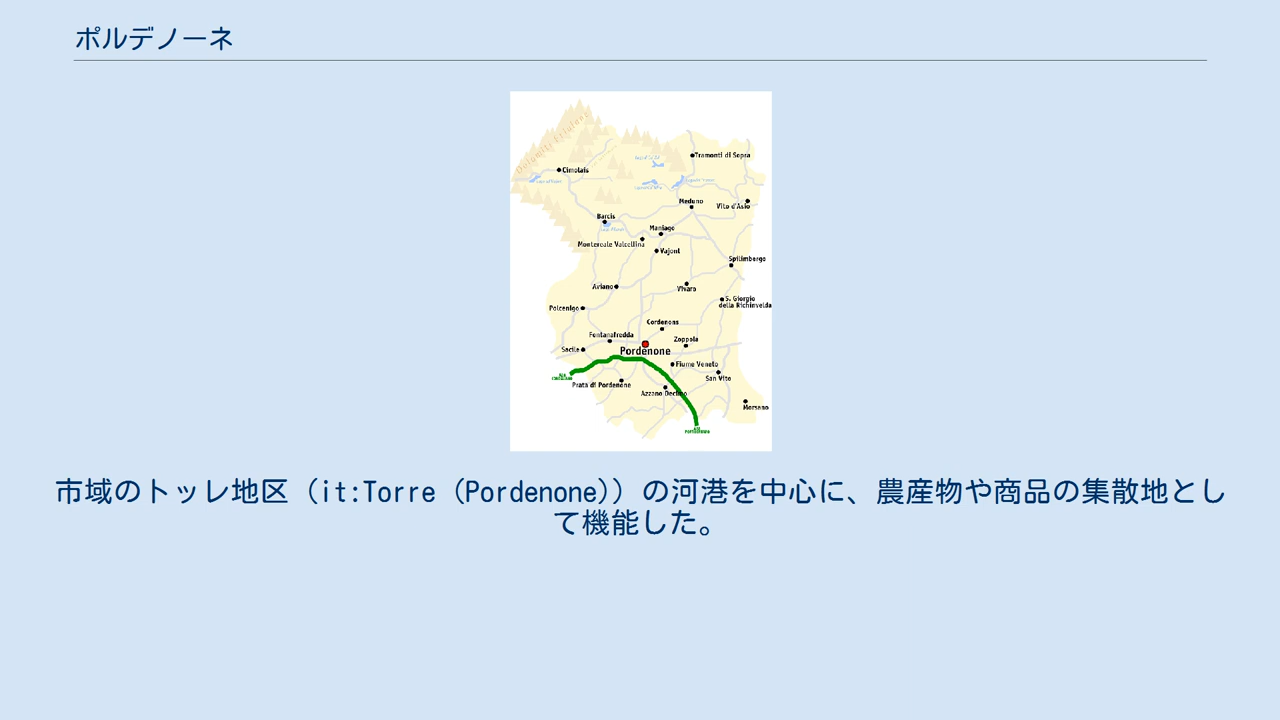 ポルデノーネ
Dolomiti Friulane
Tramonti di Sopra
Cimolais
Meduno
Vito d'Asio
Barcis
Maniago
Montereale Valcellina
Vajont
Spilimbergo
Aviano
Vivaro
S. Giorgio
della Richinvelda
Polcenigo
Cordenons
Fontanafredda
Zoppola
Sacile
Pordenone
Fiume Veneto
San Vito
Prata di Pordenone
Azzano Decimo
Morsano
市域のトッレ地区（it:Torre（Pordenone））の河港を中心に、農産物や商品の集散地とし
て機能した。